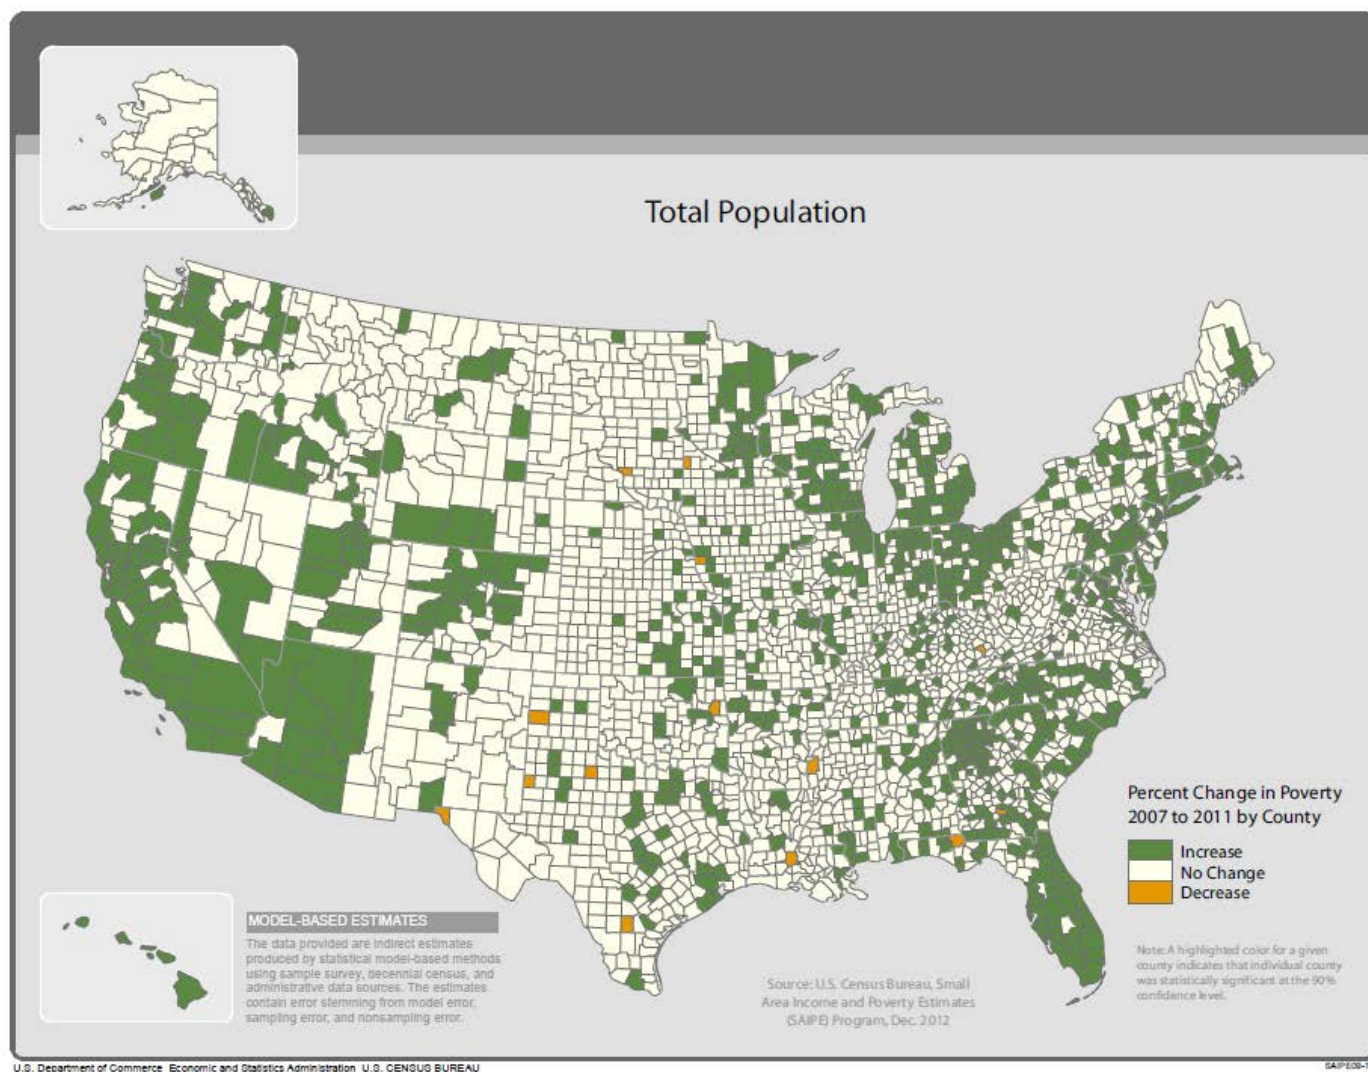 Total Population
Percent Change in Poverty
2007 to 2011 by County
Increase
No Change
Decrease
MODEL-BASED ESTIMATES
The data provided are indirect estimates
produced by statistical model-based methods
using sample survey, decennial census, and
administrative data sources. The estimates
contain error stemming from model error,
sampling error, and nonsampling error.
Source: U.S. Census Bureau, Small
Area Income and Poverty Estimates
(SAIPE) Program, Dec. 2012
Note: A highlighted color for a given
county indicates that individual county
was statistically significant at the 90%
confidence level.
U.S. Department of Commerce Economic and Statistics Administration U.S. CENSUS BUREAU